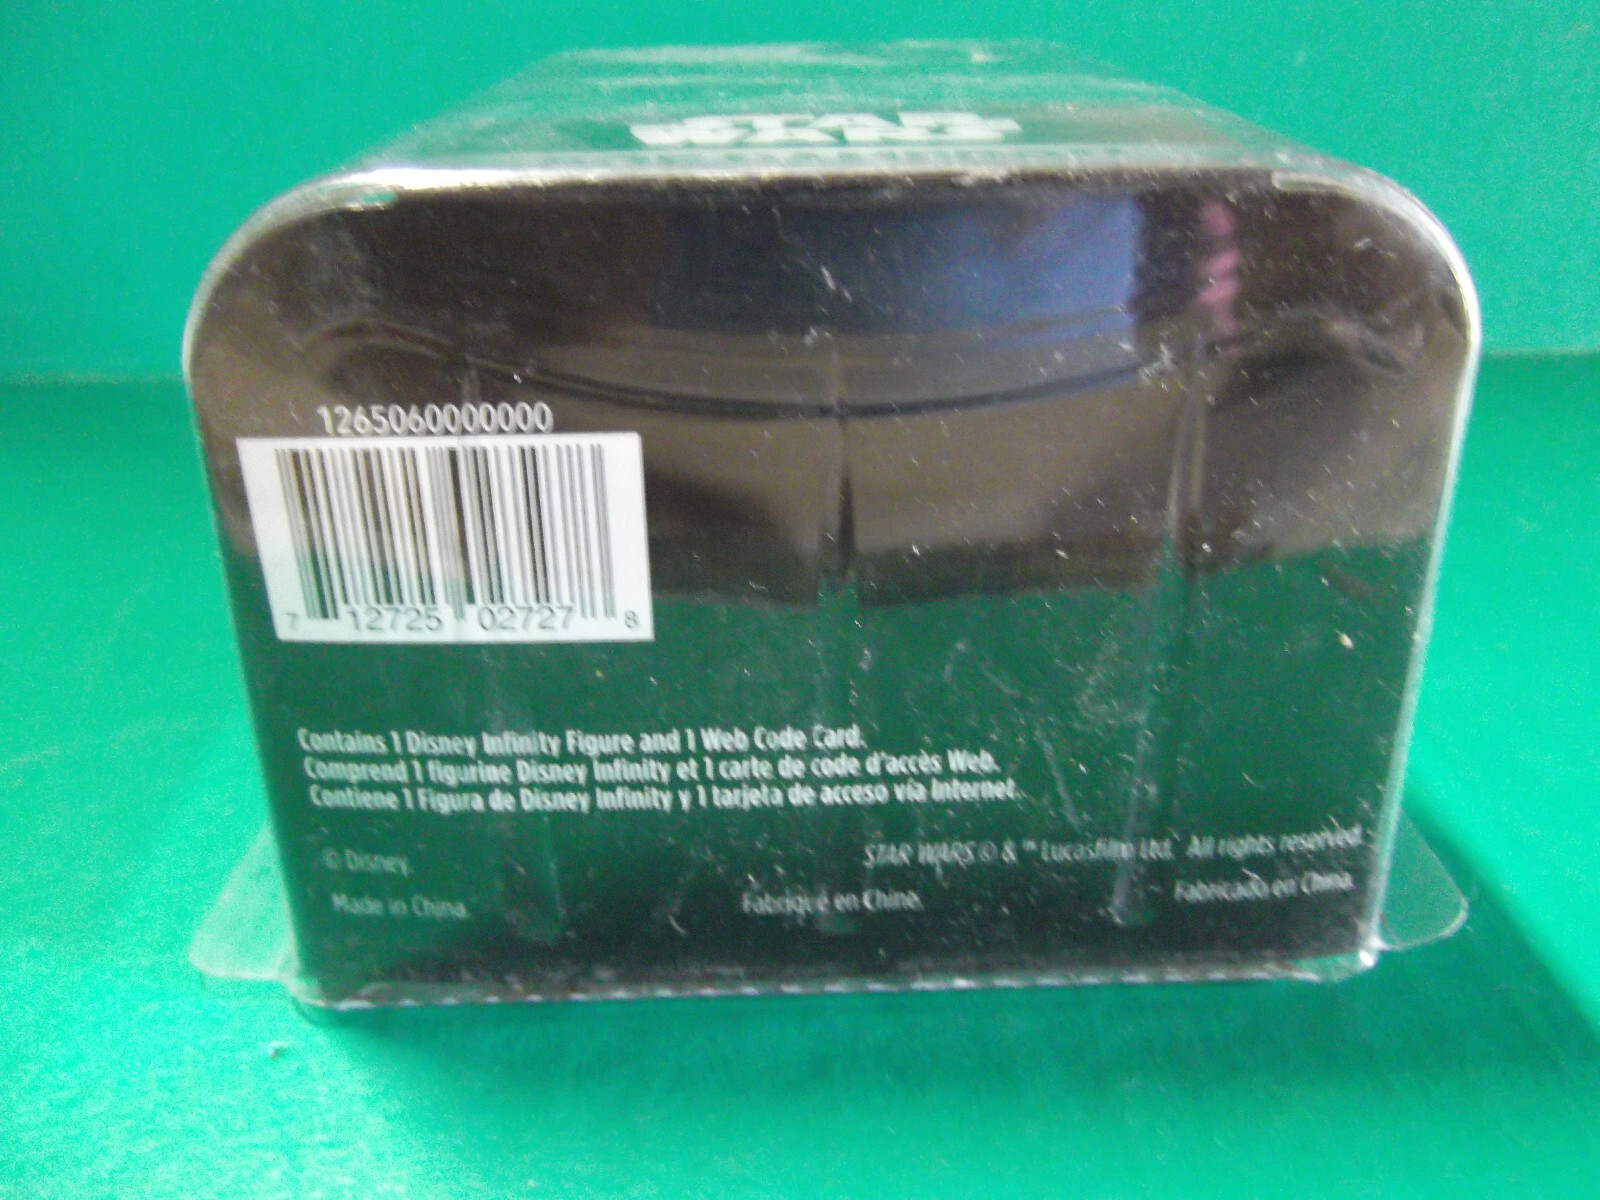 STAR
WARS
1265060000000
7 12725 02727 8
Contains 1 Disney Infinity Figure and 1 Web Code Card.
Comprend 1 figurine Disney Infinity et 1 carte de code d'accès Web.
Contiene 1 Figura de Disney Infinity y 1 tarjeta de acceso vía Internet.
© Disney.
STAR WARS © & ™ Lucasfilm Ltd. All rights reserved.
Made in China. Fabriqué en Chine. Fabricado en China.